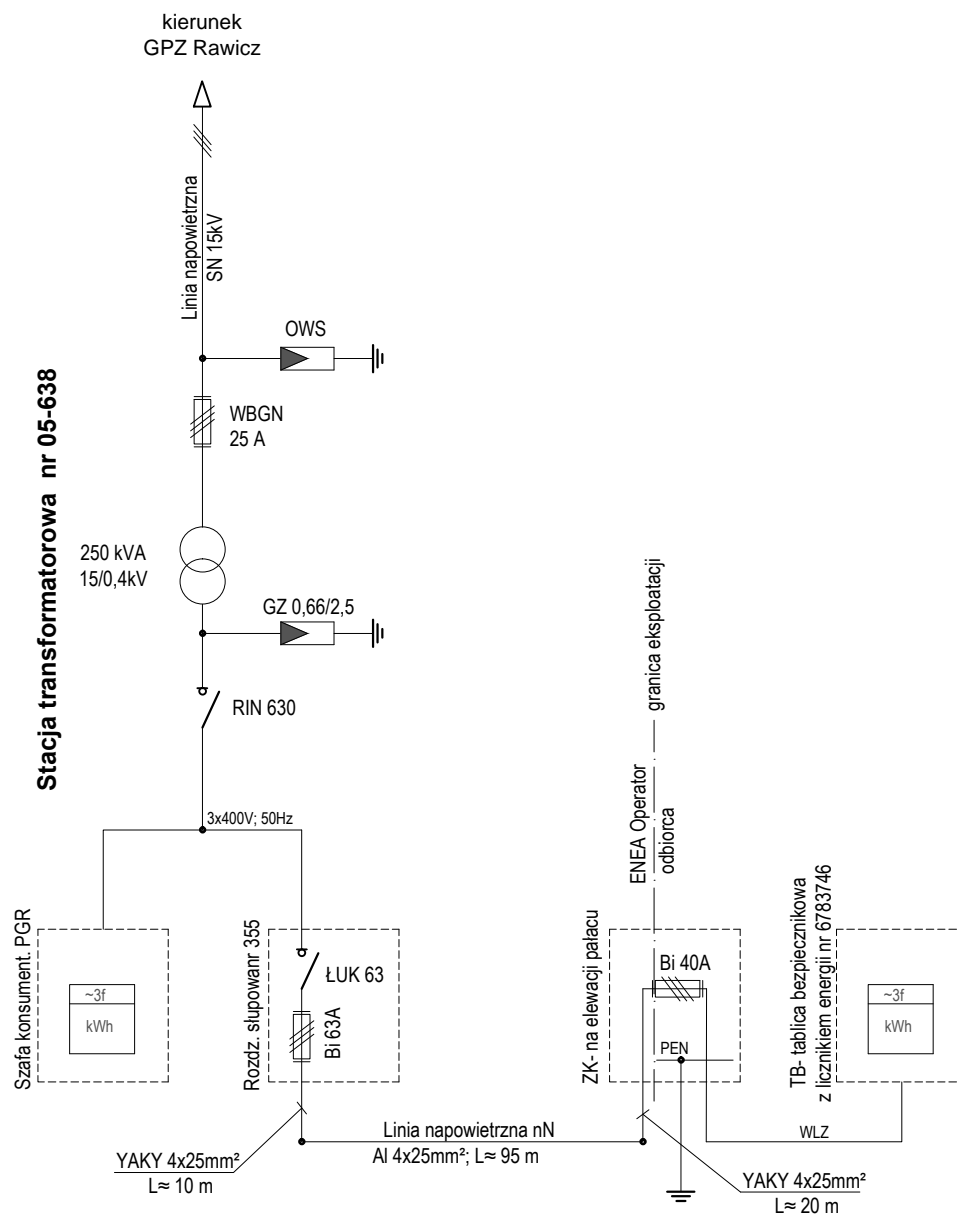 kierunek
GPZ Rawicz
Linia napowietrzna
SN 15kV
OWS
WBGN
25 A
Stacja transformatorowa nr 05-638
250 kVA
15/0,4kV
GZ 0,66/2,5
RIN 630
3x400V; 50Hz
granica eksploatacji
ENEA Operator
odbiorca
Szafa konsument. PGR
~3f
kWh
Rozdz. słupowanr 355
ŁUK 63
Bi 63A
ZK- na elewacji pałacu
Bi 40A
PEN
TB- tablica bezpiecznikowa
z licznikiem energii nr 6783746
~3f
kWh
YAKY 4x25mm²
L≈ 10 m
Linia napowietrzna nN
Al 4x25mm²; L≈ 95 m
WLZ
YAKY 4x25mm²
L≈ 20 m